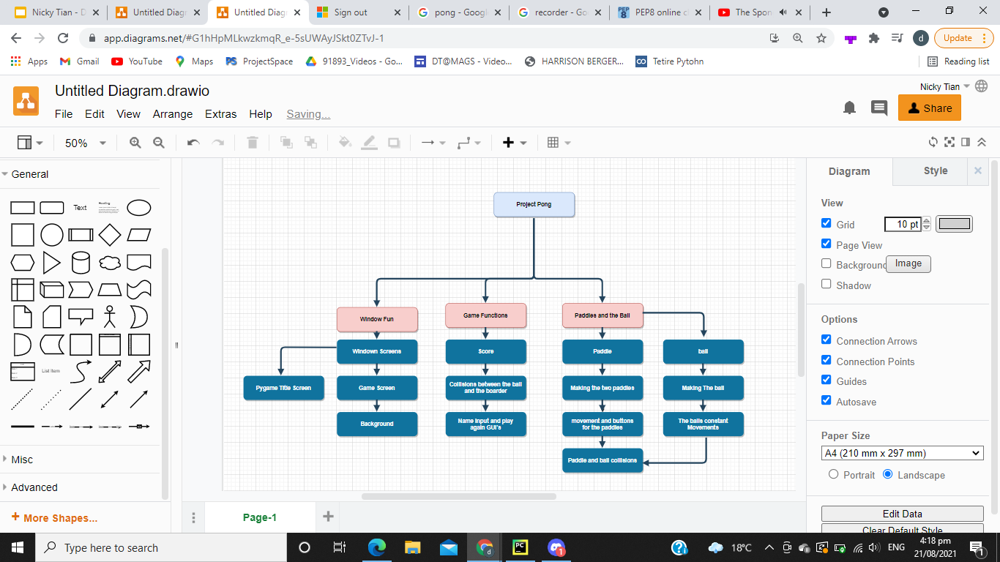 Nicky Tian - D
Untitled Diag
Untitled Diag
Sign out
pong - Googl
recorder - Go
PEP8 online c
The Spon
app.diagrams.net/#G1hHpMLkwzkmqR_e-5sUWAyJSkt0ZTvJ-1
d
Update
Apps
Gmail
YouTube
Maps
PS ProjectSpace
91893_Videos - Go...
DT@MAGS - Video...
HARRISON BERGER...
Tetire Pytohn
Reading list
Untitled Diagram.drawio
Nicky Tian
File Edit View Arrange Extras Help Saving...
Share
50%
General
Text
Heading
List Item
Misc
Advanced
+ More Shapes...
Project Pong
Window Fun
Game Functions
Paddles and the Ball
Windown Screens
Score
Paddle
ball
Pygame Title Screen
Game Screen
Collisions between the ball
and the boarder
Making the two paddles
Making The ball
Background
Name Input and play
again GUI's
movement and buttons
for the paddles
The balls constant
Movements
Paddle and ball collisions
Page-1
Diagram
Style
View
Grid
10 pt
Page View
Background
Image
Shadow
Options
Connection Arrows
Connection Points
Guides
Autosave
Paper Size
A4 (210 mm x 297 mm)
Portrait
Landscape
Edit Data
Clear Default Style
Type here to search
18°C
ENG
4:18 pm
21/08/2021